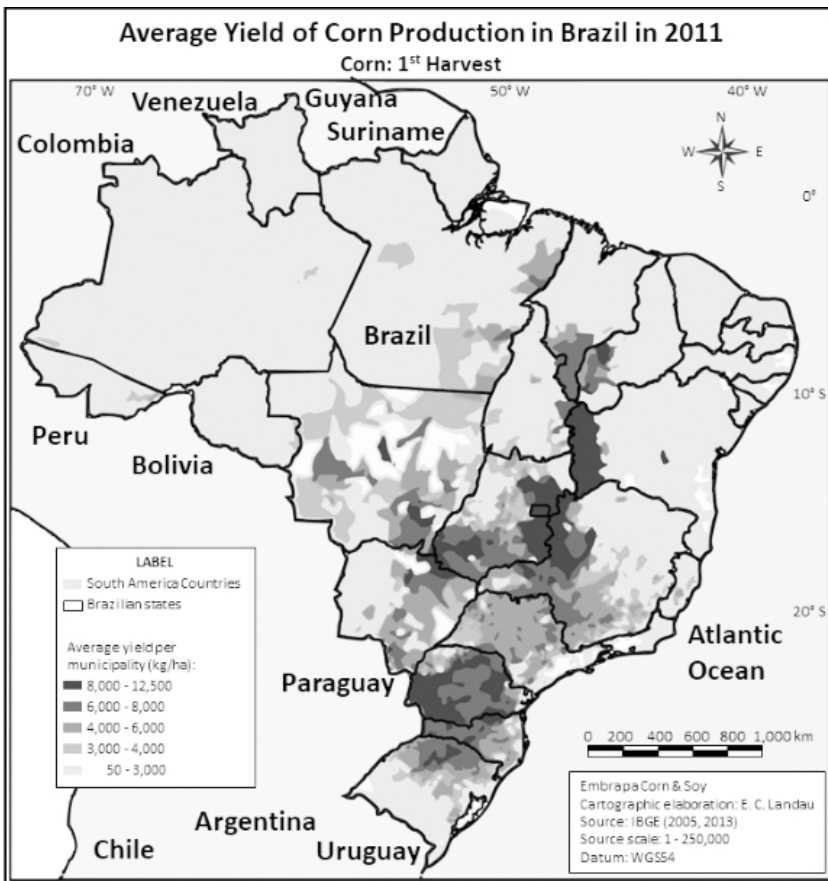 Average Yield of Corn Production in Brazil in 2011
Corn: 1st Harvest
70° W
50° W
40° W
Venezuela
Guyana
Suriname
Colombia
N
W
E
S
0°
Brazil
10° S
Peru
Bolivia
LABEL
South America Countries
Brazilian states
Average yield per
municipality (kg/ha):
8,000 - 12,500
6,000 - 8,000
4,000 - 6,000
3,000 - 4,000
50 - 3,000
20° S
Atlantic
Ocean
Paraguay
0 200 400 600 800 1,000 km
Embrapa Corn & Soy
Cartographic elaboration: E. C. Landau
Source: IBGE (2005, 2013)
Source scale: 1 - 250,000
Datum: WGS54
Argentina
Chile
Uruguay